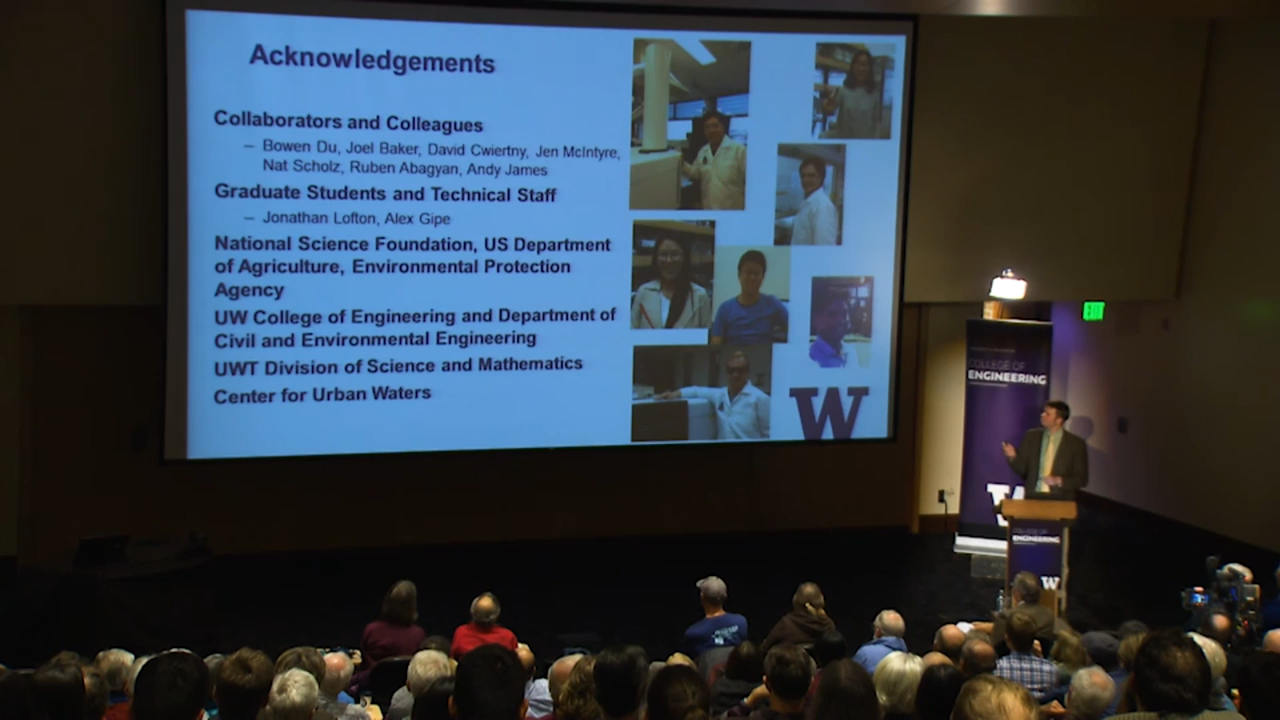 Acknowledgements
Collaborators and Colleagues
– Bowen Du, Joel Baker, David Cwiertny, Jen McIntyre,
Nat Scholz, Ruben Abagyan, Andy James
Graduate Students and Technical Staff
– Jonathan Lofton, Alex Gipe
National Science Foundation, US Department
of Agriculture, Environmental Protection
Agency
UW College of Engineering and Department of
Civil and Environmental Engineering
UWT Division of Science and Mathematics
Center for Urban Waters
W
EXIT
COLLEGE OF
ENGINEERING
W
COLLEGE OF
ENGINEERING
W